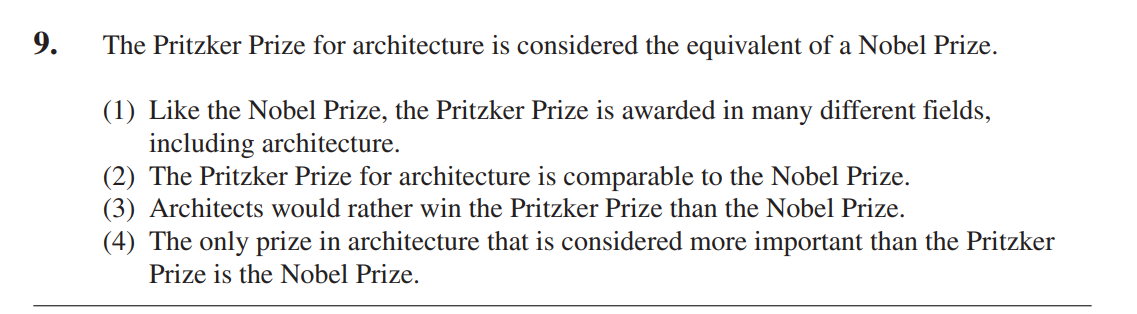 9. The Pritzker Prize for architecture is considered the equivalent of a Nobel Prize.
(1) Like the Nobel Prize, the Pritzker Prize is awarded in many different fields,
including architecture.
(2) The Pritzker Prize for architecture is comparable to the Nobel Prize.
(3) Architects would rather win the Pritzker Prize than the Nobel Prize.
(4) The only prize in architecture that is considered more important than the Pritzker
Prize is the Nobel Prize.